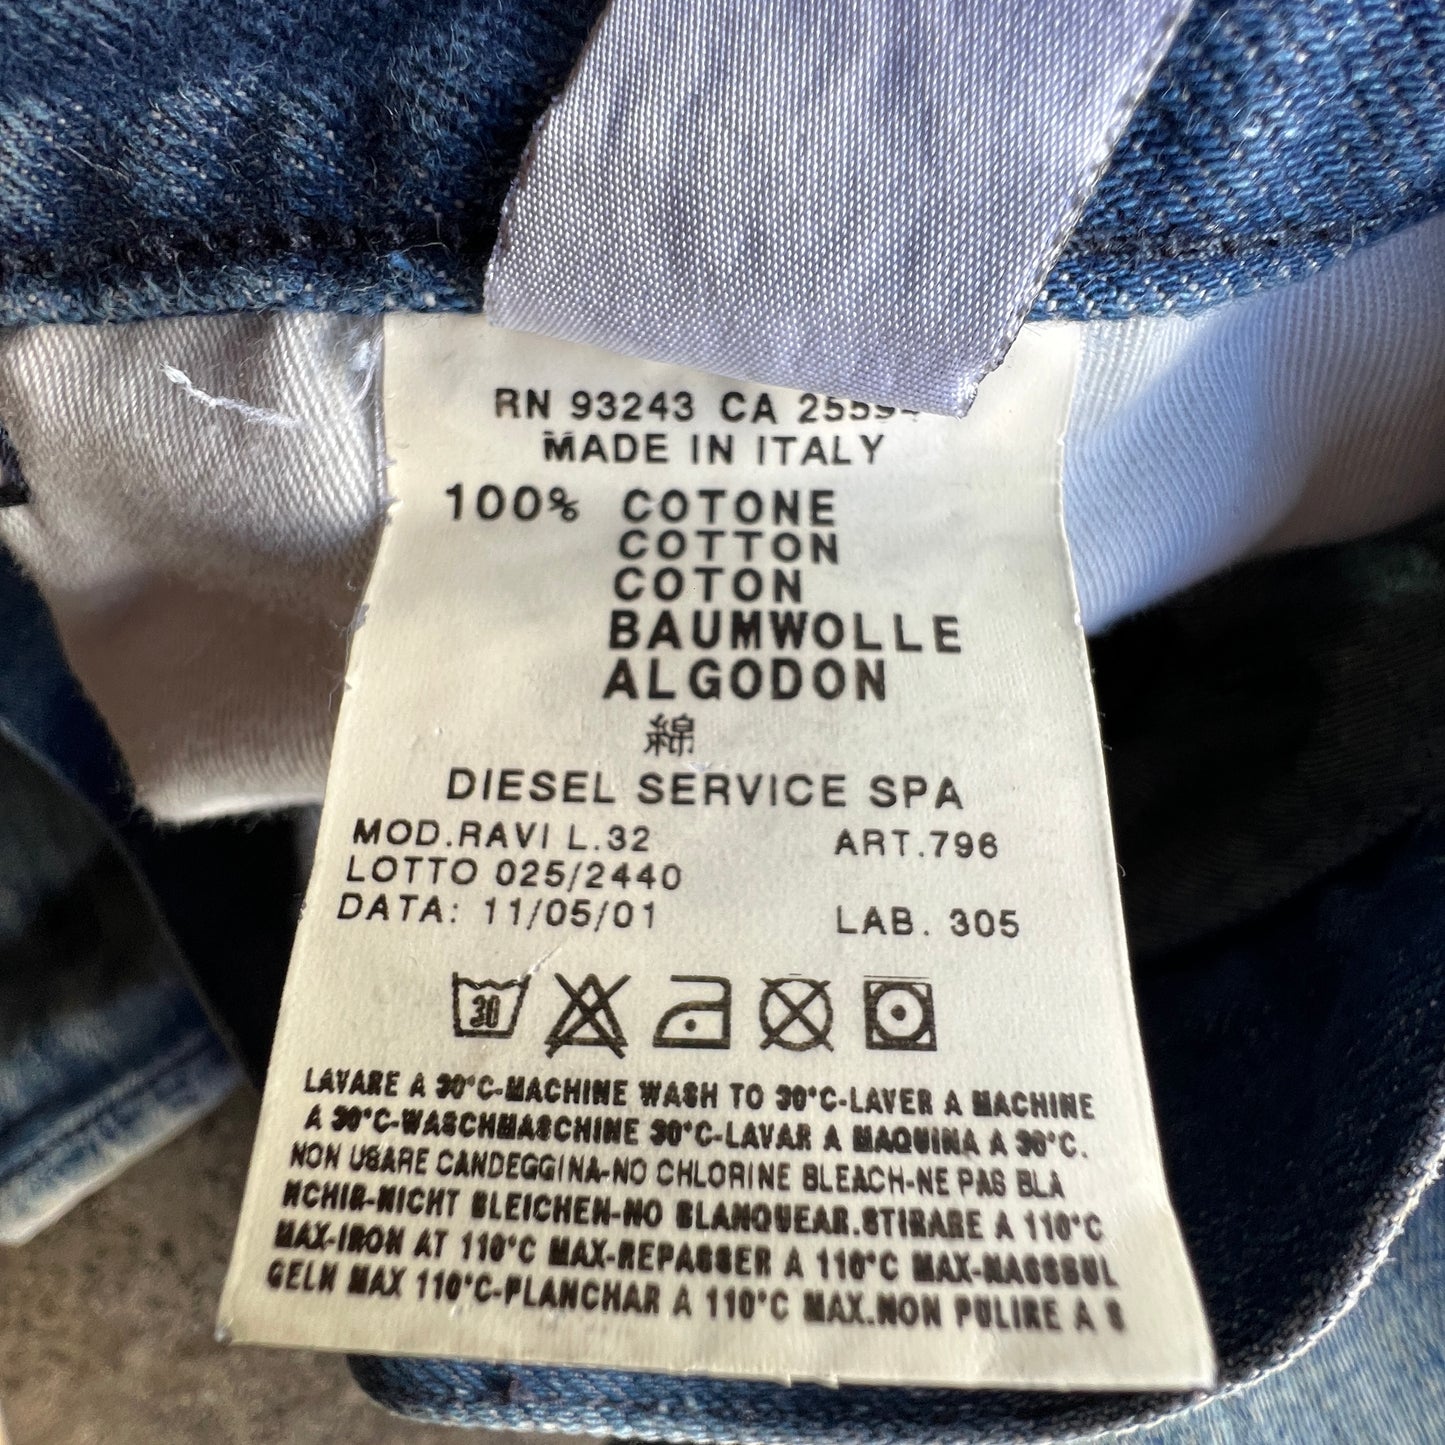 RN 93243 CA 25594
MADE IN ITALY
100% COTONE
COTTON
COTON
BAUMWOLLE
ALGODON
綿
DIESEL SERVICE SPA
MOD.RAVI L.32 ART.796
LOTTO 025/2440
DATA: 11/05/01 LAB. 305
30
LAVARE A 30°C-MACHINE WASH TO 30°C-LAVER A MACHINE
A 30°C-WASCHMASCHINE 30°C-LAVAR A MAQUINA A 30°C.
NON USARE CANDEGGINA-NO CHLORINE BLEACH-NE PAS BLA
NCHIR-NICHT BLEICHEN-NO BLANQUEAR.STIRARE A 110°C
MAX-IRON AT 110°C MAX-REPASSER A 110°C MAX-NASSBUL
GELN MAX 110°C-PLANCHAR A 110°C MAX.NON PULIRE A S